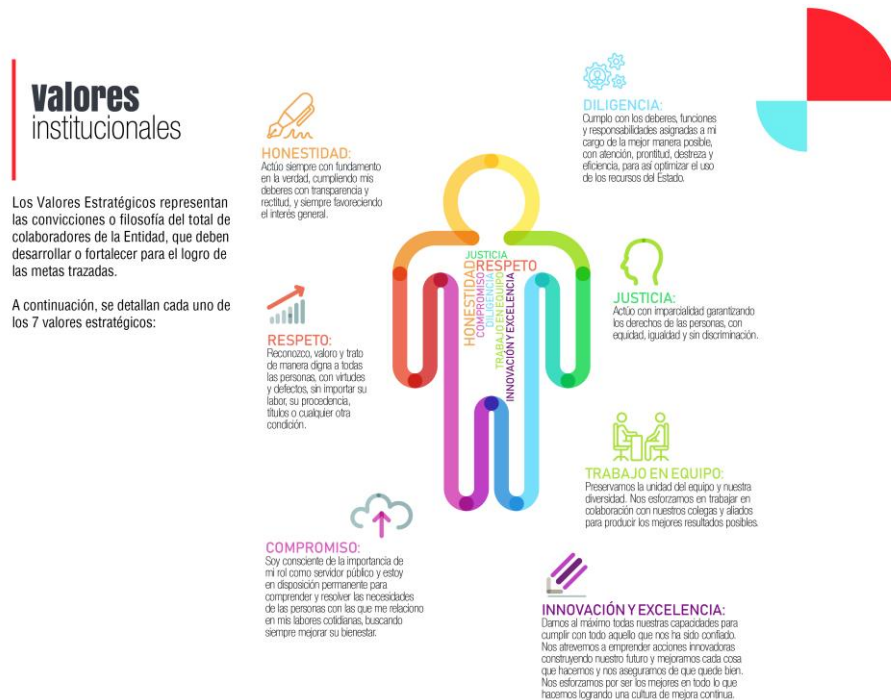 valores
institucionales
Los Valores Estratégicos representan
las convicciones o filosofía del total de
colaboradores de la Entidad, que deben
desarrollar o fortalecer para el logro de
las metas trazadas.
A continuación, se detallan cada uno de
los 7 valores estratégicos:
HONESTIDAD:
Actúo siempre con fundamento
en la verdad, cumpliendo mis
deberes con transparencia y
rectitud, y siempre favoreciendo
el interés general.
RESPETO:
Reconozco, valoro y trato
de manera digna a todas
las personas, con virtudes
y defectos, sin importar su
labor, su procedencia,
títulos o cualquier otra
condición.
COMPROMISO:
Soy consciente de la importancia de
mi rol como servidor público y estoy
en disposición permanente para
comprender y resolver las necesidades
de las personas con las que me relaciono
en mis labores cotidianas, buscando
siempre mejorar su bienestar.
JUSTICIA
RESPETO
HONESTIDAD
COMPROMISO
DILIGENCIA
TRABAJO EN EQUIPO
INNOVACIÓN Y EXCELENCIA
DILIGENCIA:
Cumplo con los deberes, funciones
y responsabilidades asignadas a mi
cargo de la mejor manera posible,
con atención, prontitud, destreza y
eficiencia, para así optimizar el uso
de los recursos del Estado.
JUSTICIA:
Actúo con imparcialidad garantizando
los derechos de las personas, con
equidad, igualdad y sin discriminación.
TRABAJO EN EQUIPO:
Preservamos la unidad del equipo y nuestra
diversidad. Nos esforzamos en trabajar en
colaboración con nuestros colegas y aliados
para producir los mejores resultados posibles.
INNOVACIÓN Y EXCELENCIA:
Damos al máximo todas nuestras capacidades para
cumplir con todo aquello que nos ha sido confiado.
Nos atrevemos a emprender acciones innovadoras
construyendo nuestro futuro y mejoramos cada cosa
que hacemos y nos aseguramos de que quede bien.
Nos esforzamos por ser los mejores en todo lo que
hacemos logrando una cultura de mejora continua.